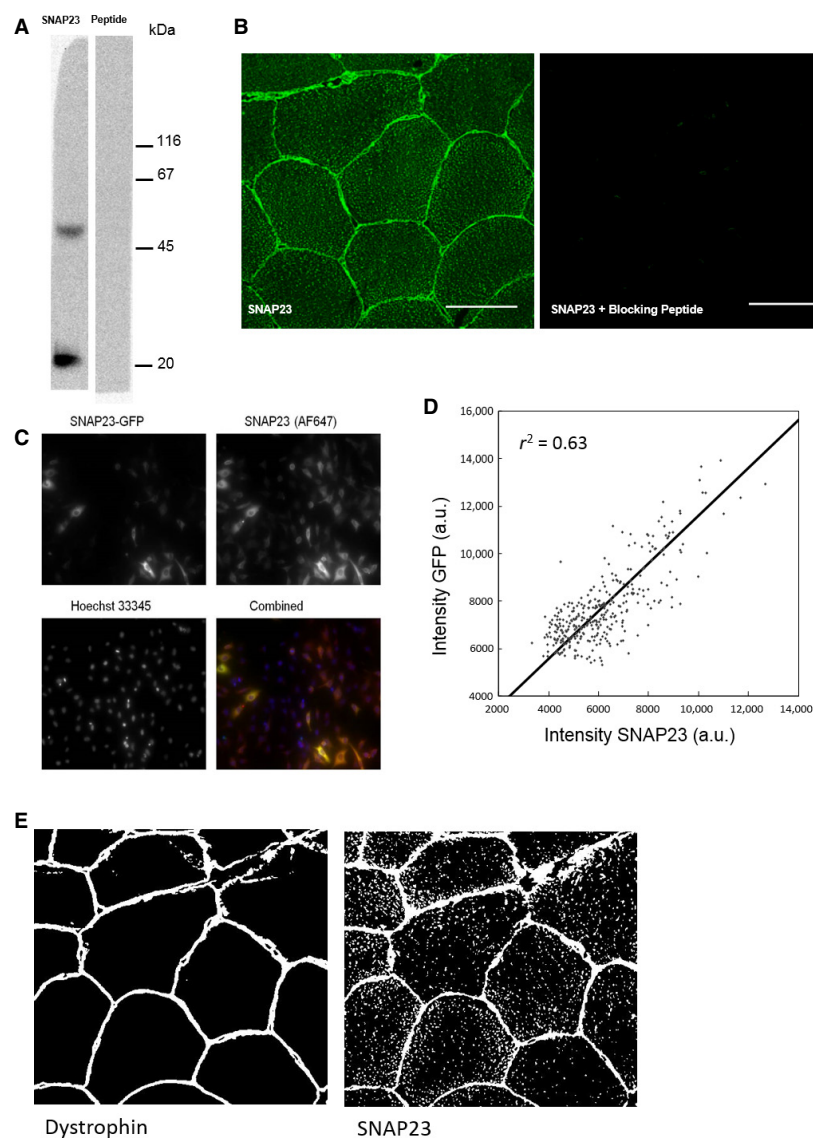 A
SNAP23 Peptide
kDa
116
67
45
20
B
SNAP23
SNAP23 + Blocking Peptide
C
SNAP23-GFP
SNAP23 (AF647)
Hoechst 33345
Combined
D
16,000
14,000
12,000
10,000
8000
6000
4000
r² = 0.63
Intensity GFP (a.u.)
2000 4000 6000 8000 10,000 12,000 14,000
Intensity SNAP23 (a.u.)
E
Dystrophin
SNAP23